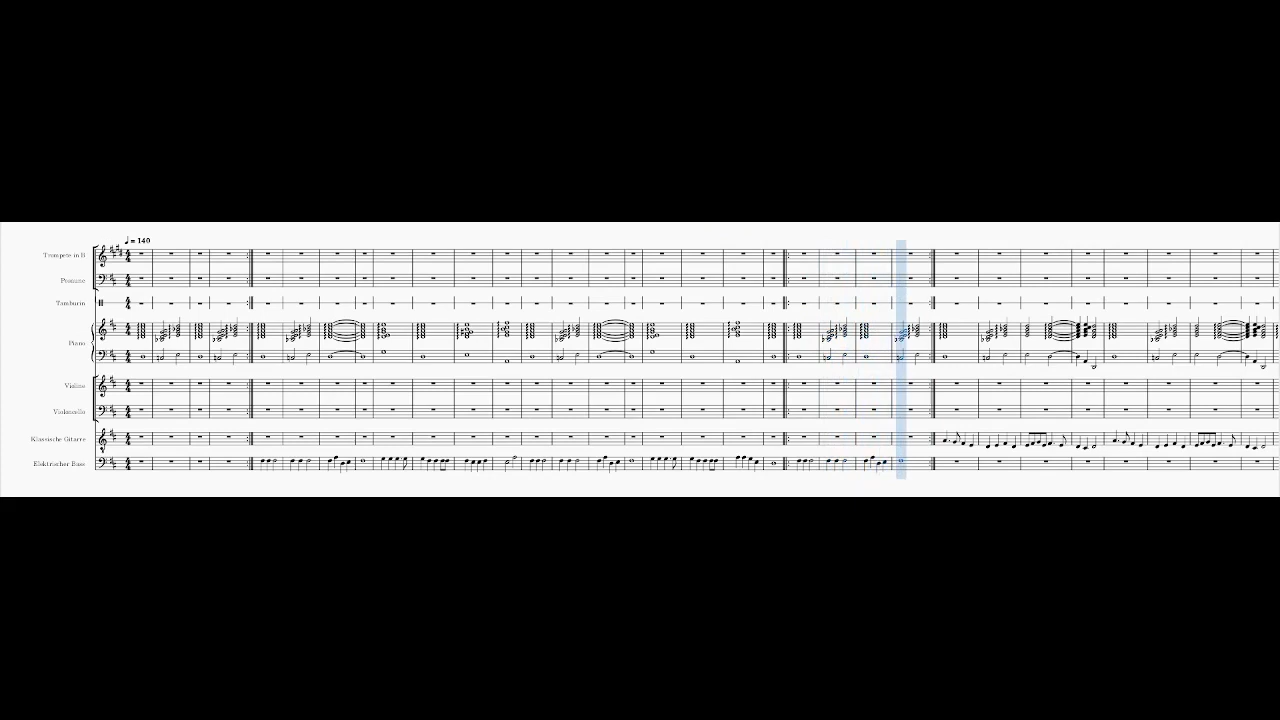 ♩ = 140
Trompete in B
Posaune
Tamburin
Piano
Violine
Violoncello
Klassische Gitarre
Elektrischer Bass